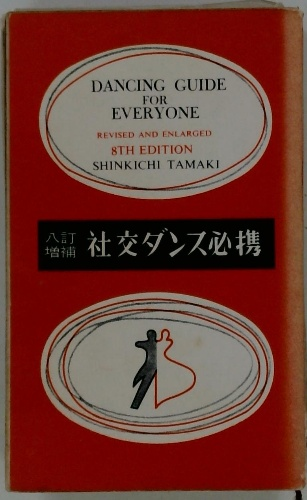 DANCING GUIDE
FOR
EVERYONE
REVISED AND ENLARGED
8TH EDITION
SHINKICHI TAMAKI
八訂
増補
社交ダンス必携